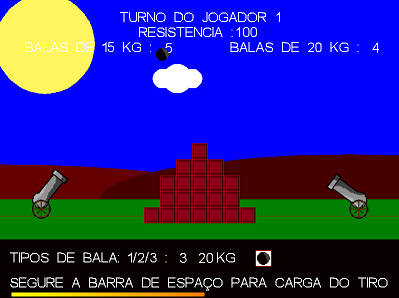 TURNO DO JOGADOR 1
RESISTENCIA :100
BALAS DE 15 KG : 5 BALAS DE 20 KG : 4
TIPOS DE BALA: 1/2/3 : 3 20KG
SEGURE A BARRA DE ESPAÇO PARA CARGA DO TIRO